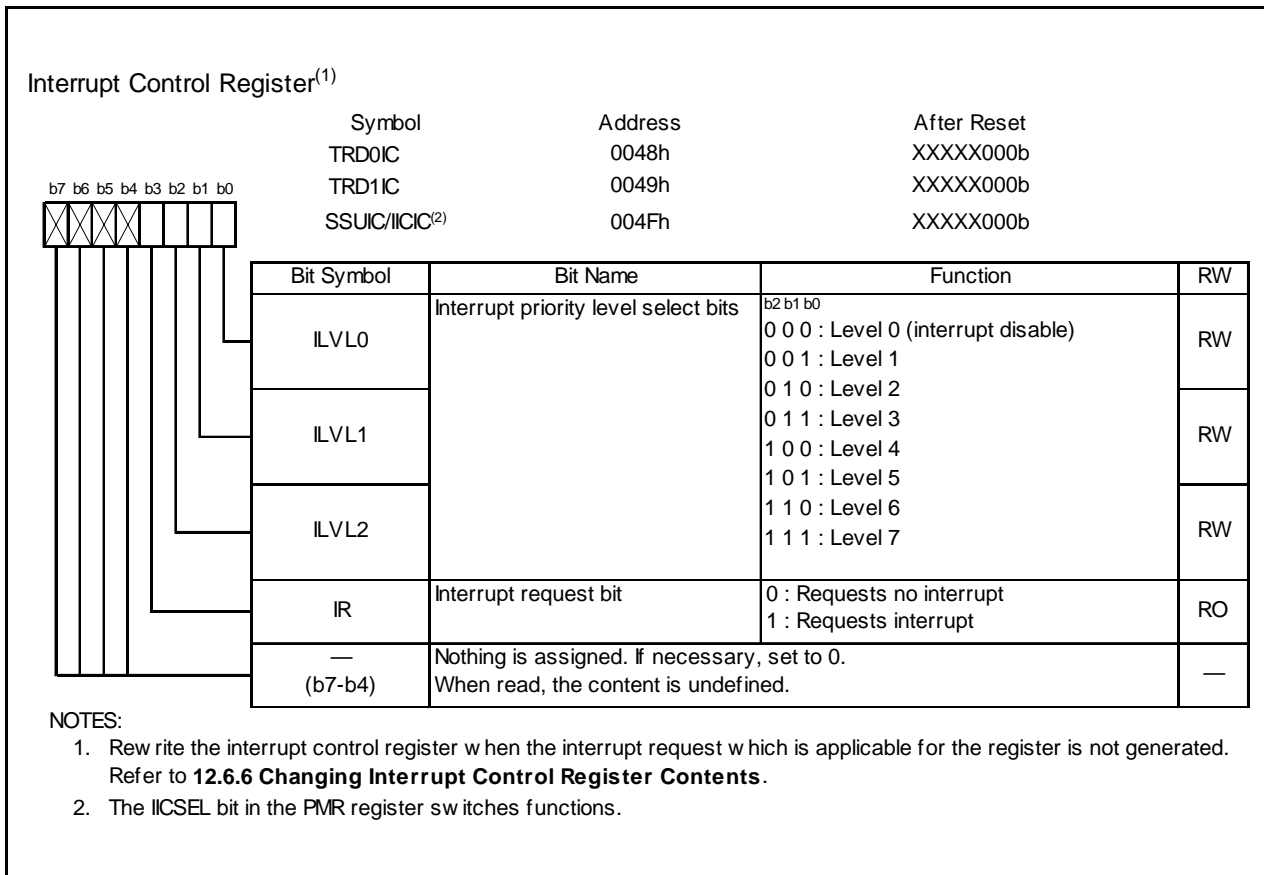 Interrupt Control Register(1)
Symbol Address After Reset
TRD0IC 0048h XXXXX000b
TRD1IC 0049h XXXXX000b
SSUIC/IICIC(2) 004Fh XXXXX000b
b7 b6 b5 b4 b3 b2 b1 b0
Bit Symbol Bit Name Function RW
ILVL0 Interrupt priority level select bits b2 b1 b0 RW
0 0 0 : Level 0 (interrupt disable)
0 0 1 : Level 1
0 1 0 : Level 2
ILVL1 0 1 1 : Level 3 RW
1 0 0 : Level 4
1 0 1 : Level 5
ILVL2 1 1 0 : Level 6 RW
1 1 1 : Level 7
IR Interrupt request bit 0 : Requests no interrupt RO
1 : Requests interrupt
— Nothing is assigned. If necessary, set to 0. —
(b7-b4) When read, the content is undefined.
NOTES:
1. Rewrite the interrupt control register when the interrupt request which is applicable for the register is not generated.
Refer to 12.6.6 Changing Interrupt Control Register Contents.
2. The IICSEL bit in the PMR register switches functions.